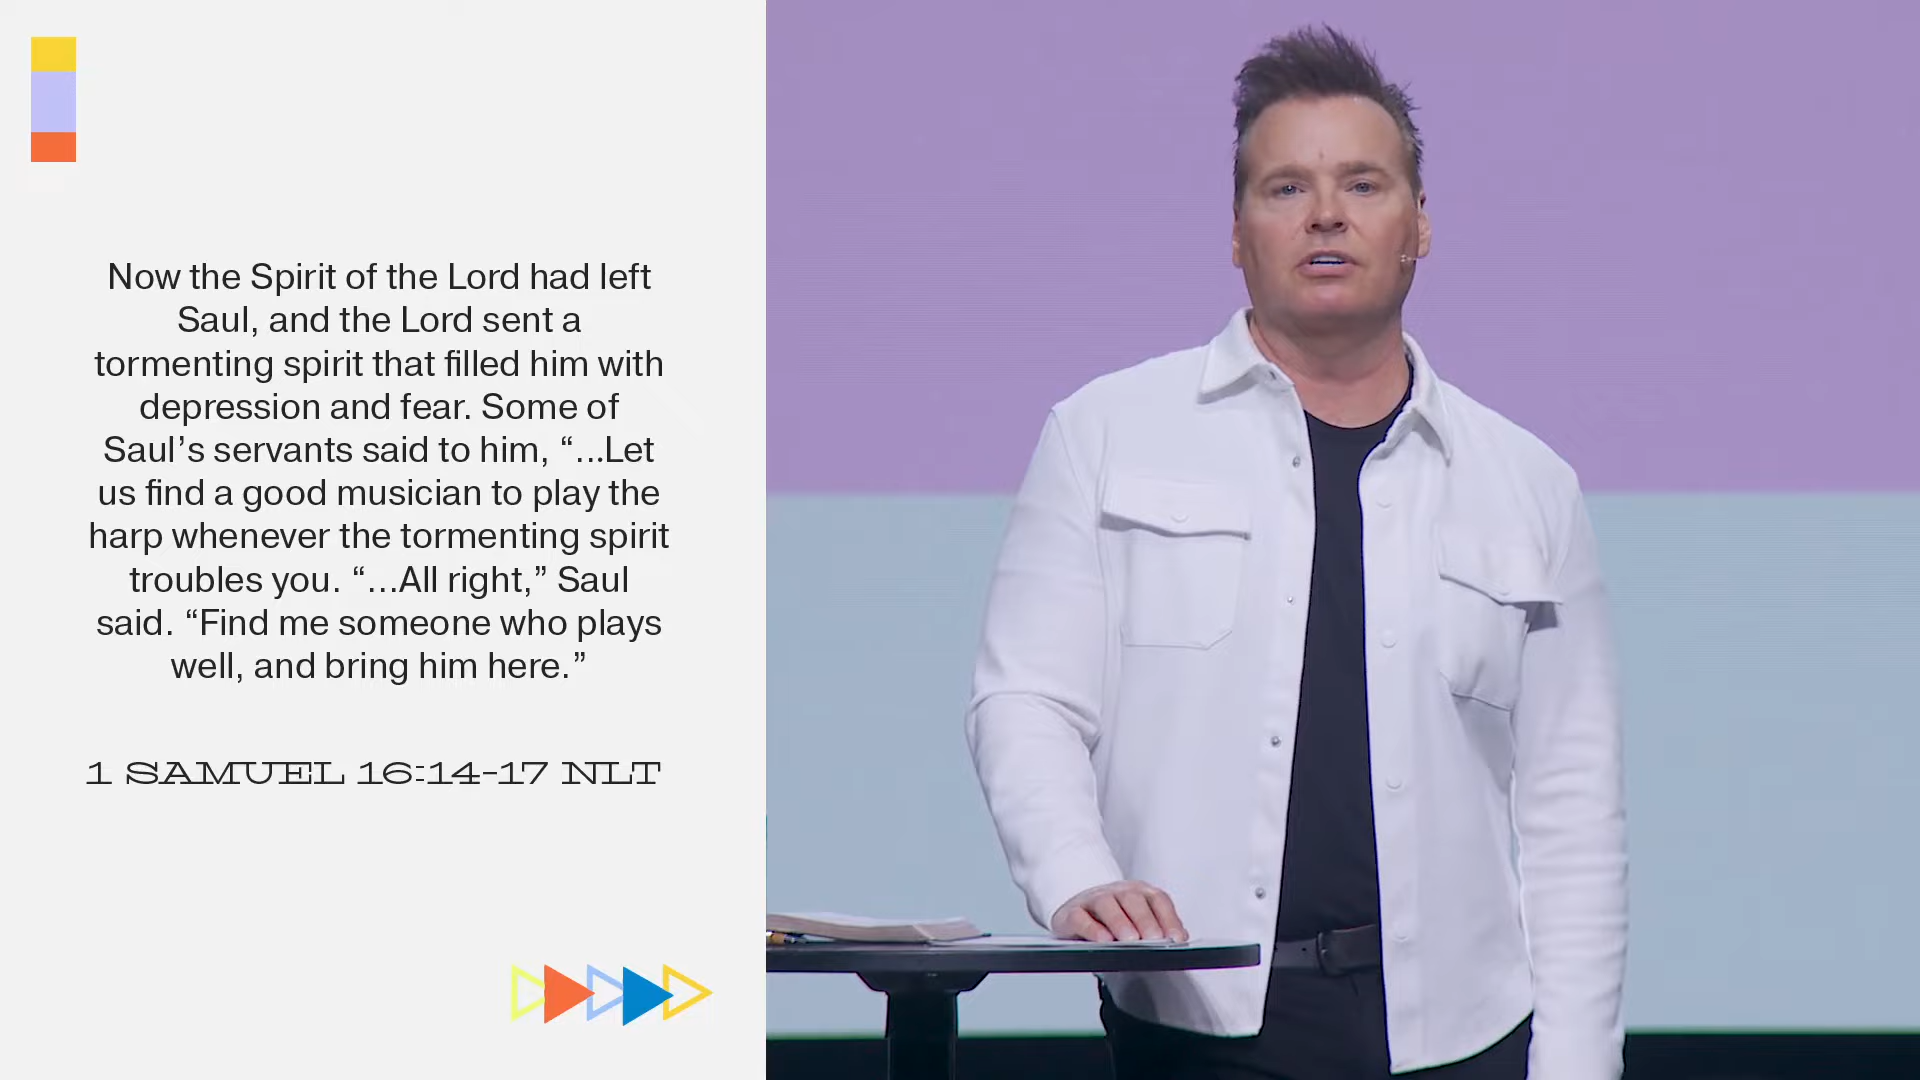 Now the Spirit of the Lord had left
Saul, and the Lord sent a
tormenting spirit that filled him with
depression and fear. Some of
Saul’s servants said to him, “...Let
us find a good musician to play the
harp whenever the tormenting spirit
troubles you. “...All right,” Saul
said. “Find me someone who plays
well, and bring him here.”
1 SAMUEL 16:14-17 NLT